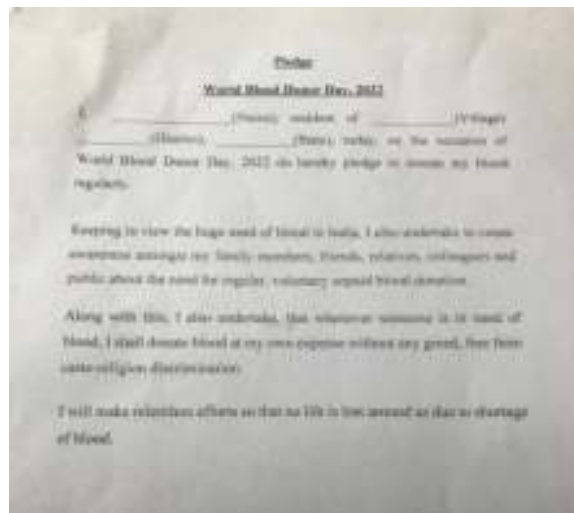 Pledge
World Blood Donor Day, 2022
I, ____________(Name), resident of ____________(Village)
__________(District), __________(State), today, on the occasion of
World Blood Donor Day, 2022 do hereby pledge to donate my blood
regularly.
Keeping in view the huge need of blood in India, I also undertake to create
awareness amongst my family members, friends, relatives, colleagues and
public about the need for regular, voluntary unpaid blood donation.
Along with this, I also undertake, that whenever someone is in need of
blood, I shall donate blood at my own expense without any greed, free from
caste/religion discrimination.
I will make relentless efforts so that no life is lost around us due to shortage
of blood.